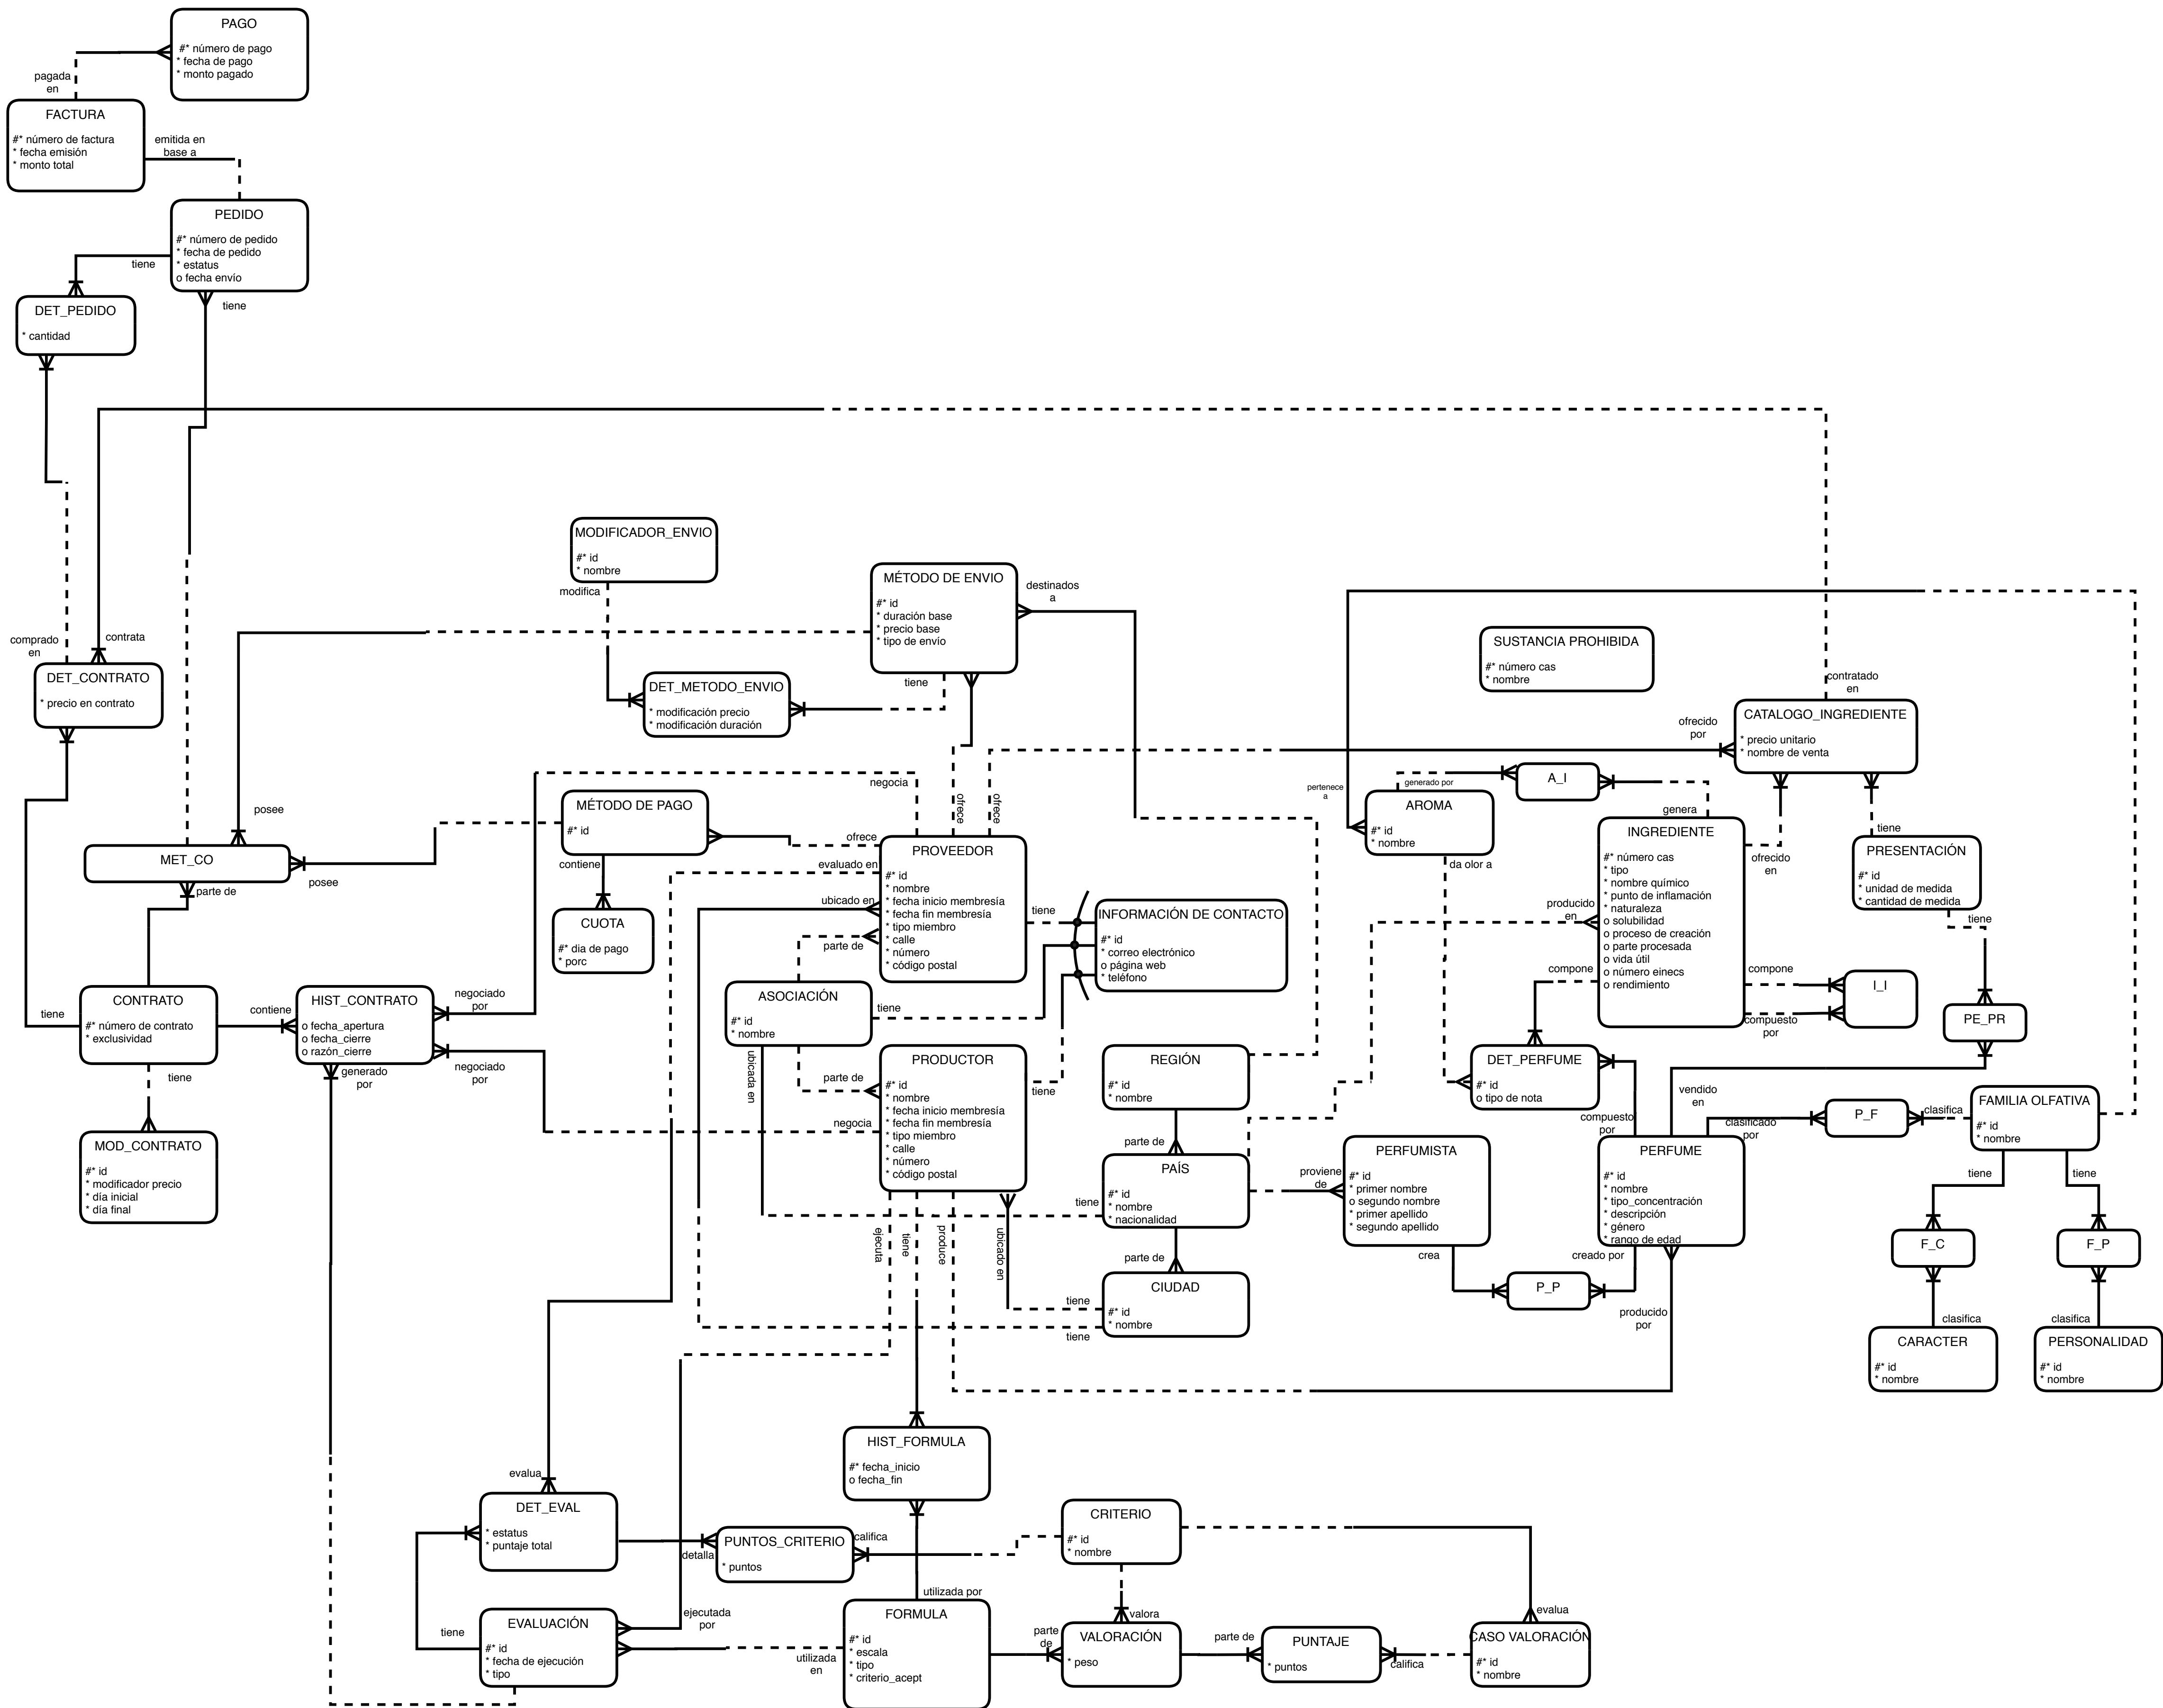 PAGO
#* número de pago
* fecha de pago
* monto pagado
pagada
en
FACTURA
#* número de factura
* fecha emisión
* monto total
emitida en
base a
PEDIDO
#* número de pedido
* fecha de pedido
* estatus
o fecha envío
tiene
tiene
DET_PEDIDO
* cantidad
comprado
en
contrata
DET_CONTRATO
* precio en contrato
MODIFICADOR_ENVIO
#* id
* nombre
modifica
MÉTODO DE ENVIO
#* id
* duración base
* precio base
* tipo de envío
destinados
a
tiene
DET_METODO_ENVIO
* modificación precio
* modificación duración
SUSTANCIA PROHIBIDA
#* número cas
* nombre
contratado
en
CATALOGO_INGREDIENTE
* precio unitario
* nombre de venta
ofrecido
por
negocia
ofrece
ofrece
posee
MÉTODO DE PAGO
#* id
contiene
ofrece
evaluado en
ubicado en
parte de
PROVEEDOR
#* id
* nombre
* fecha inicio membresía
* fecha fin membresía
* tipo miembro
* calle
* número
* código postal
tiene
INFORMACIÓN DE CONTACTO
#* id
* correo electrónico
o página web
* teléfono
pertenece
a
generado por
A_I
AROMA
#* id
* nombre
da olor a
genera
INGREDIENTE
#* número cas
* tipo
* nombre químico
* punto de inflamación
* naturaleza
o solubilidad
o proceso de creación
o parte procesada
o vida útil
o número einecs
o rendimiento
ofrecido
en
tiene
PRESENTACIÓN
#* id
* unidad de medida
* cantidad de medida
tiene
producido
en
compone
compone
compuesto
por
I_I
PE_PR
MET_CO
parte de
posee
CUOTA
#* dia de pago
* porc
CONTRATO
#* número de contrato
* exclusividad
tiene
contiene
tiene
HIST_CONTRATO
o fecha_apertura
o fecha_cierre
o razón_cierre
negociado
por
negociado
por
generado
por
MOD_CONTRATO
#* id
* modificador precio
* día inicial
* día final
ASOCIACIÓN
#* id
* nombre
tiene
ubicada en
parte de
negocia
PRODUCTOR
#* id
* nombre
* fecha inicio membresía
* fecha fin membresía
* tipo miembro
* calle
* número
* código postal
tiene
REGIÓN
#* id
* nombre
parte de
PAÍS
#* id
* nombre
* nacionalidad
tiene
parte de
CIUDAD
#* id
* nombre
tiene
tiene
ejecuta
tiene
produce
ubicado en
DET_PERFUME
#* id
o tipo de nota
compuesto
por
vendido
en
clasificado
por
P_F
clasifica
FAMILIA OLFATIVA
#* id
* nombre
proviene
de
PERFUMISTA
#* id
* primer nombre
o segundo nombre
* primer apellido
* segundo apellido
PERFUME
#* id
* nombre
* tipo_concentración
* descripción
* género
* rango de edad
crea
creado por
P_P
producido
por
tiene
tiene
F_C
F_P
clasifica
clasifica
CARACTER
#* id
* nombre
PERSONALIDAD
#* id
* nombre
HIST_FORMULA
#* fecha_inicio
o fecha_fin
evalua
DET_EVAL
* estatus
* puntaje total
detalla
PUNTOS_CRITERIO
* puntos
califica
CRITERIO
#* id
* nombre
utilizada por
tiene
EVALUACIÓN
#* id
* fecha de ejecución
* tipo
ejecutada
por
utilizada
en
FORMULA
#* id
* escala
* tipo
* criterio_acept
parte
de
valora
VALORACIÓN
* peso
parte de
PUNTAJE
* puntos
califica
evalua
CASO VALORACIÓN
#* id
* nombre